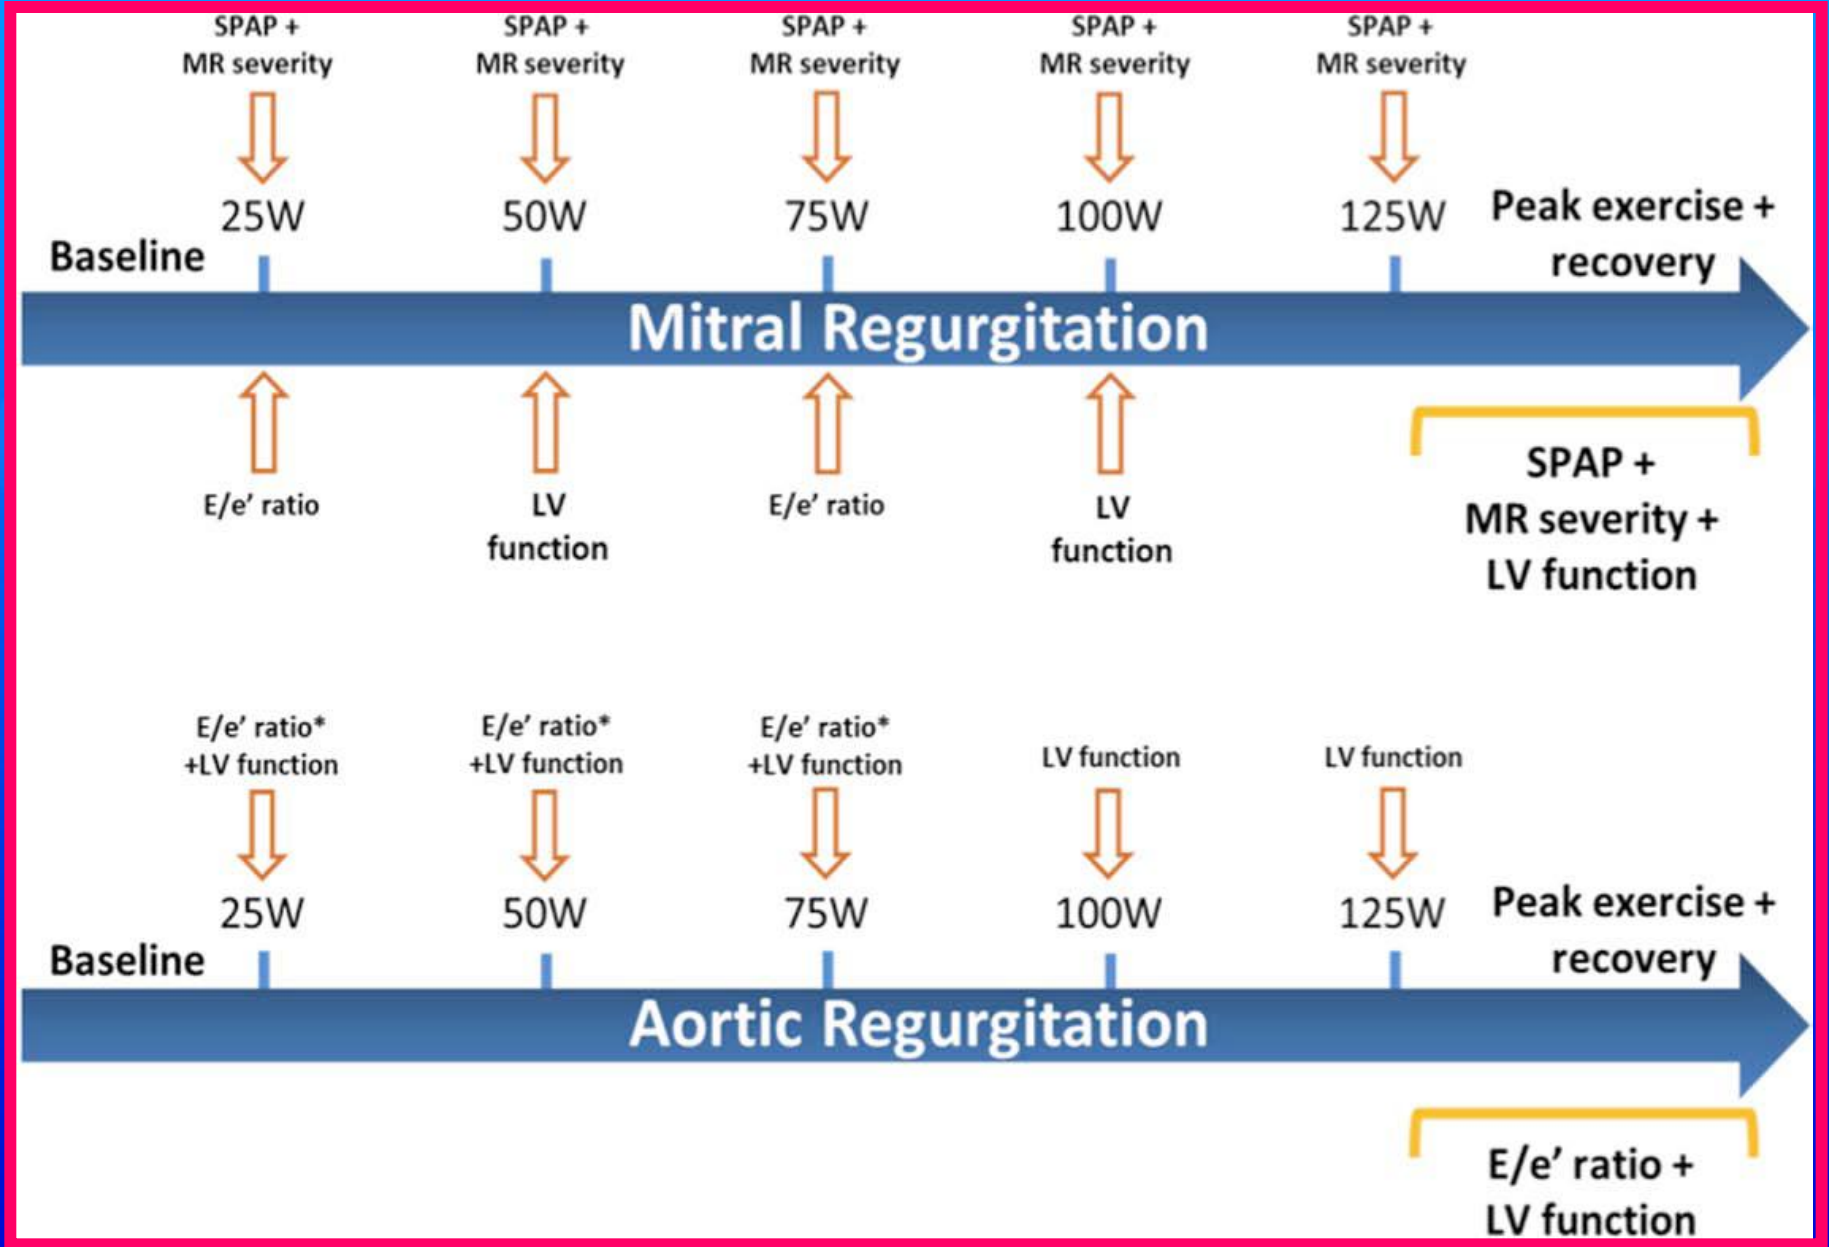 SPAP +
MR severity
SPAP +
MR severity
SPAP +
MR severity
SPAP +
MR severity
SPAP +
MR severity
25W
50W
75W
100W
125W
Peak exercise +
recovery
Baseline
Mitral Regurgitation
E/e’ ratio
LV
function
E/e’ ratio
LV
function
SPAP +
MR severity +
LV function
E/e’ ratio*
+LV function
E/e’ ratio*
+LV function
E/e’ ratio*
+LV function
LV function
LV function
25W
50W
75W
100W
125W
Peak exercise +
recovery
Baseline
Aortic Regurgitation
E/e’ ratio +
LV function